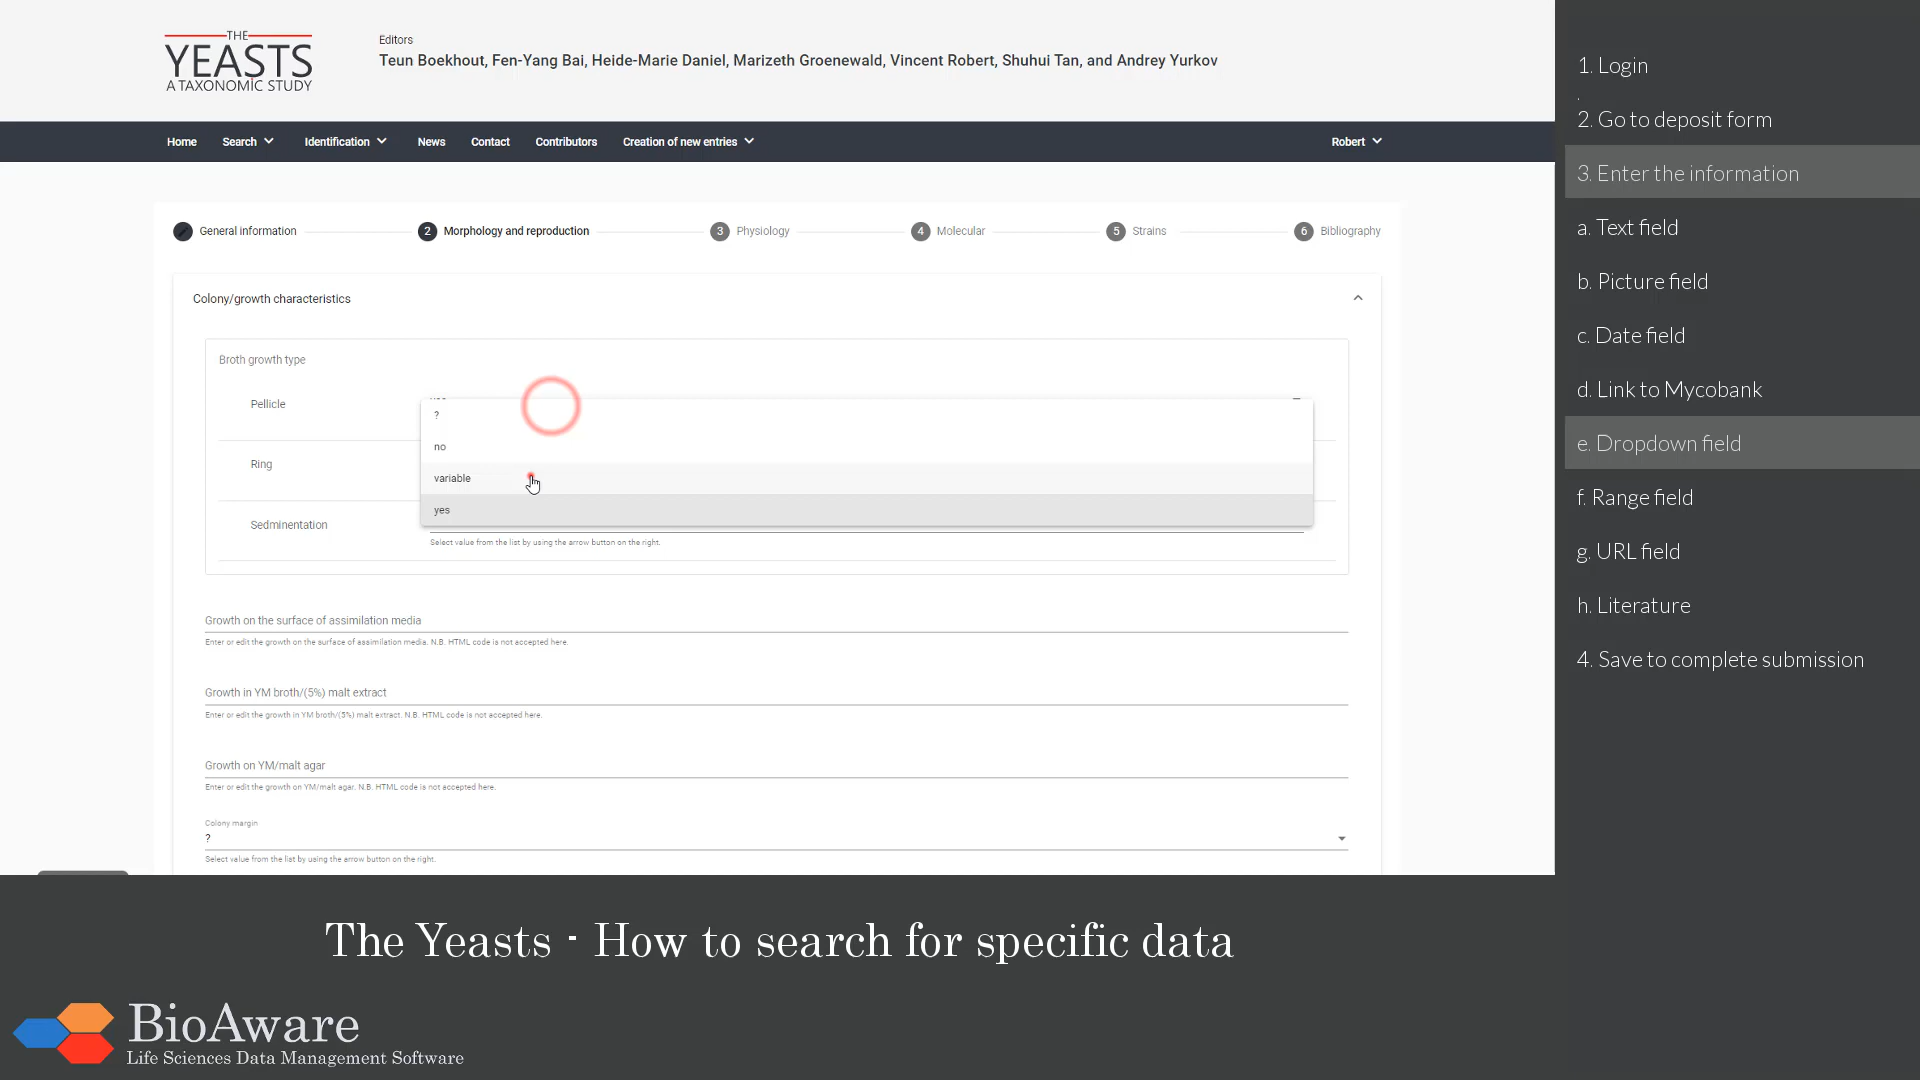 THE
YEASTS
A TAXONOMIC STUDY
Editors
Teun Boekhout, Fen-Yang Bai, Heide-Marie Daniel, Marizeth Groenewald, Vincent Robert, Shuhui Tan, and Andrey Yurkov
Home Search Identification News Contact Contributors Creation of new entries Robert
General information 2 Morphology and reproduction 3 Physiology 4 Molecular 5 Strains 6 Bibliography
Colony/growth characteristics
Broth growth type
Pellicle
?
no
Ring
variable
yes
Sedminentation
Select value from the list by using the arrow button on the right.
Growth on the surface of assimilation media
Enter or edit the growth on the surface of assimilation media. N.B. HTML code is not accepted here.
Growth in YM broth/(5%) malt extract
Enter or edit the growth in YM broth/(5%) malt extract. N.B. HTML code is not accepted here.
Growth on YM/malt agar
Enter or edit the growth on YM/malt agar. N.B. HTML code is not accepted here.
Colony margin
?
Select value from the list by using the arrow button on the right.
1. Login
.
2. Go to deposit form
3. Enter the information
a. Text field
b. Picture field
c. Date field
d. Link to Mycobank
e. Dropdown field
f. Range field
g. URL field
h. Literature
4. Save to complete submission
The Yeasts - How to search for specific data
BioAware
Life Sciences Data Management Software